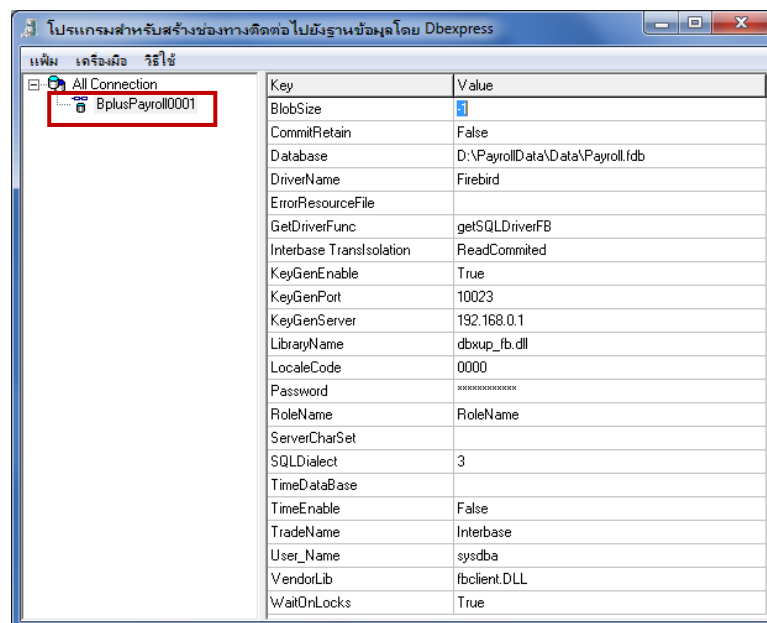 โปรแกรมสำหรับสร้างช่องทางติดต่อไปยังฐานข้อมูลโดย Dbexpress
แฟ้ม เครื่องมือ วิธีใช้
All Connection
BplusPayroll0001
Key Value
BlobSize -1
CommitRetain False
Database D:\PayrollData\Data\Payroll.fdb
DriverName Firebird
ErrorResourceFile
GetDriverFunc getSQLDriverFB
Interbase TransIsolation ReadCommited
KeyGenEnable True
KeyGenPort 10023
KeyGenServer 192.168.0.1
LibraryName dbxup_fb.dll
LocaleCode 0000
Password ************
RoleName RoleName
ServerCharSet
SQLDialect 3
TimeDataBase
TimeEnable False
TradeName Interbase
User_Name sysdba
VendorLib fbclient.DLL
WaitOnLocks True